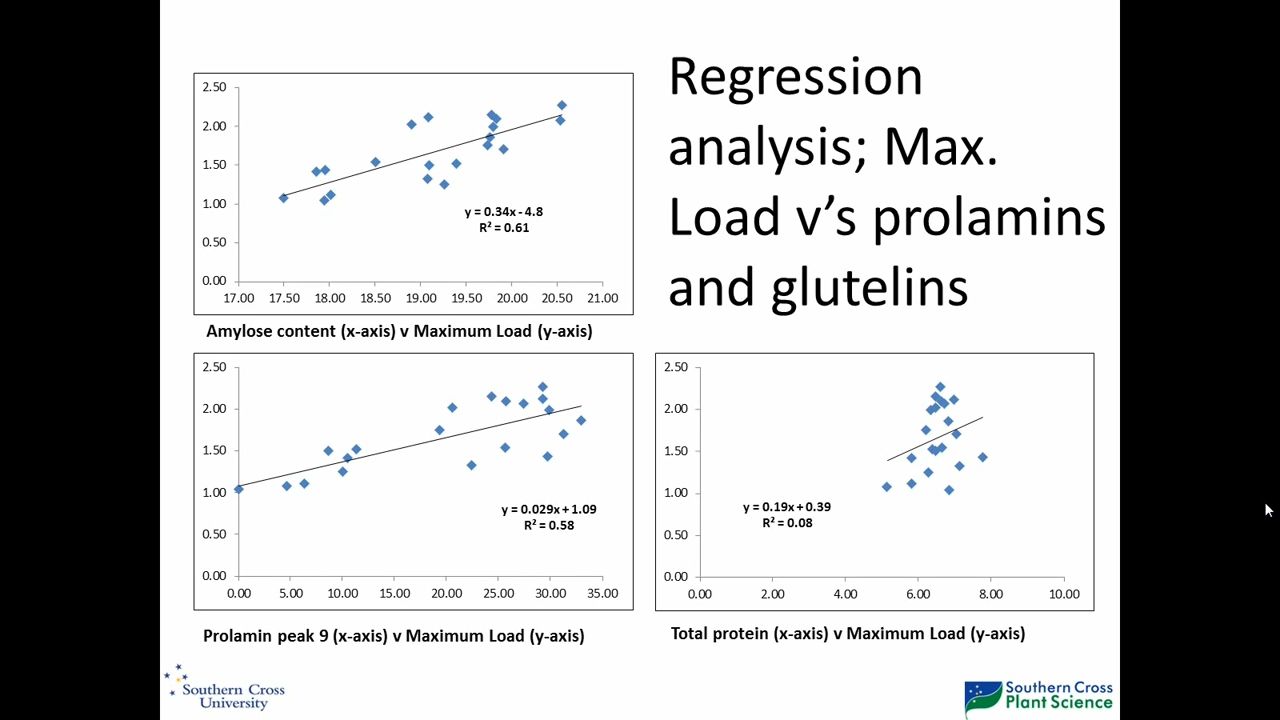 Regression
analysis; Max.
Load v’s prolamins
and glutelins
2.50
2.00
1.50
1.00
0.50
0.00
17.00 17.50 18.00 18.50 19.00 19.50 20.00 20.50 21.00
y = 0.34x - 4.8
R² = 0.61
Amylose content (x-axis) v Maximum Load (y-axis)
2.50
2.00
1.50
1.00
0.50
0.00
0.00 5.00 10.00 15.00 20.00 25.00 30.00 35.00
y = 0.029x + 1.09
R² = 0.58
Prolamin peak 9 (x-axis) v Maximum Load (y-axis)
2.50
2.00
1.50
1.00
0.50
0.00
0.00 2.00 4.00 6.00 8.00 10.00
y = 0.19x + 0.39
R² = 0.08
Total protein (x-axis) v Maximum Load (y-axis)
Southern Cross
University
Southern Cross
Plant Science